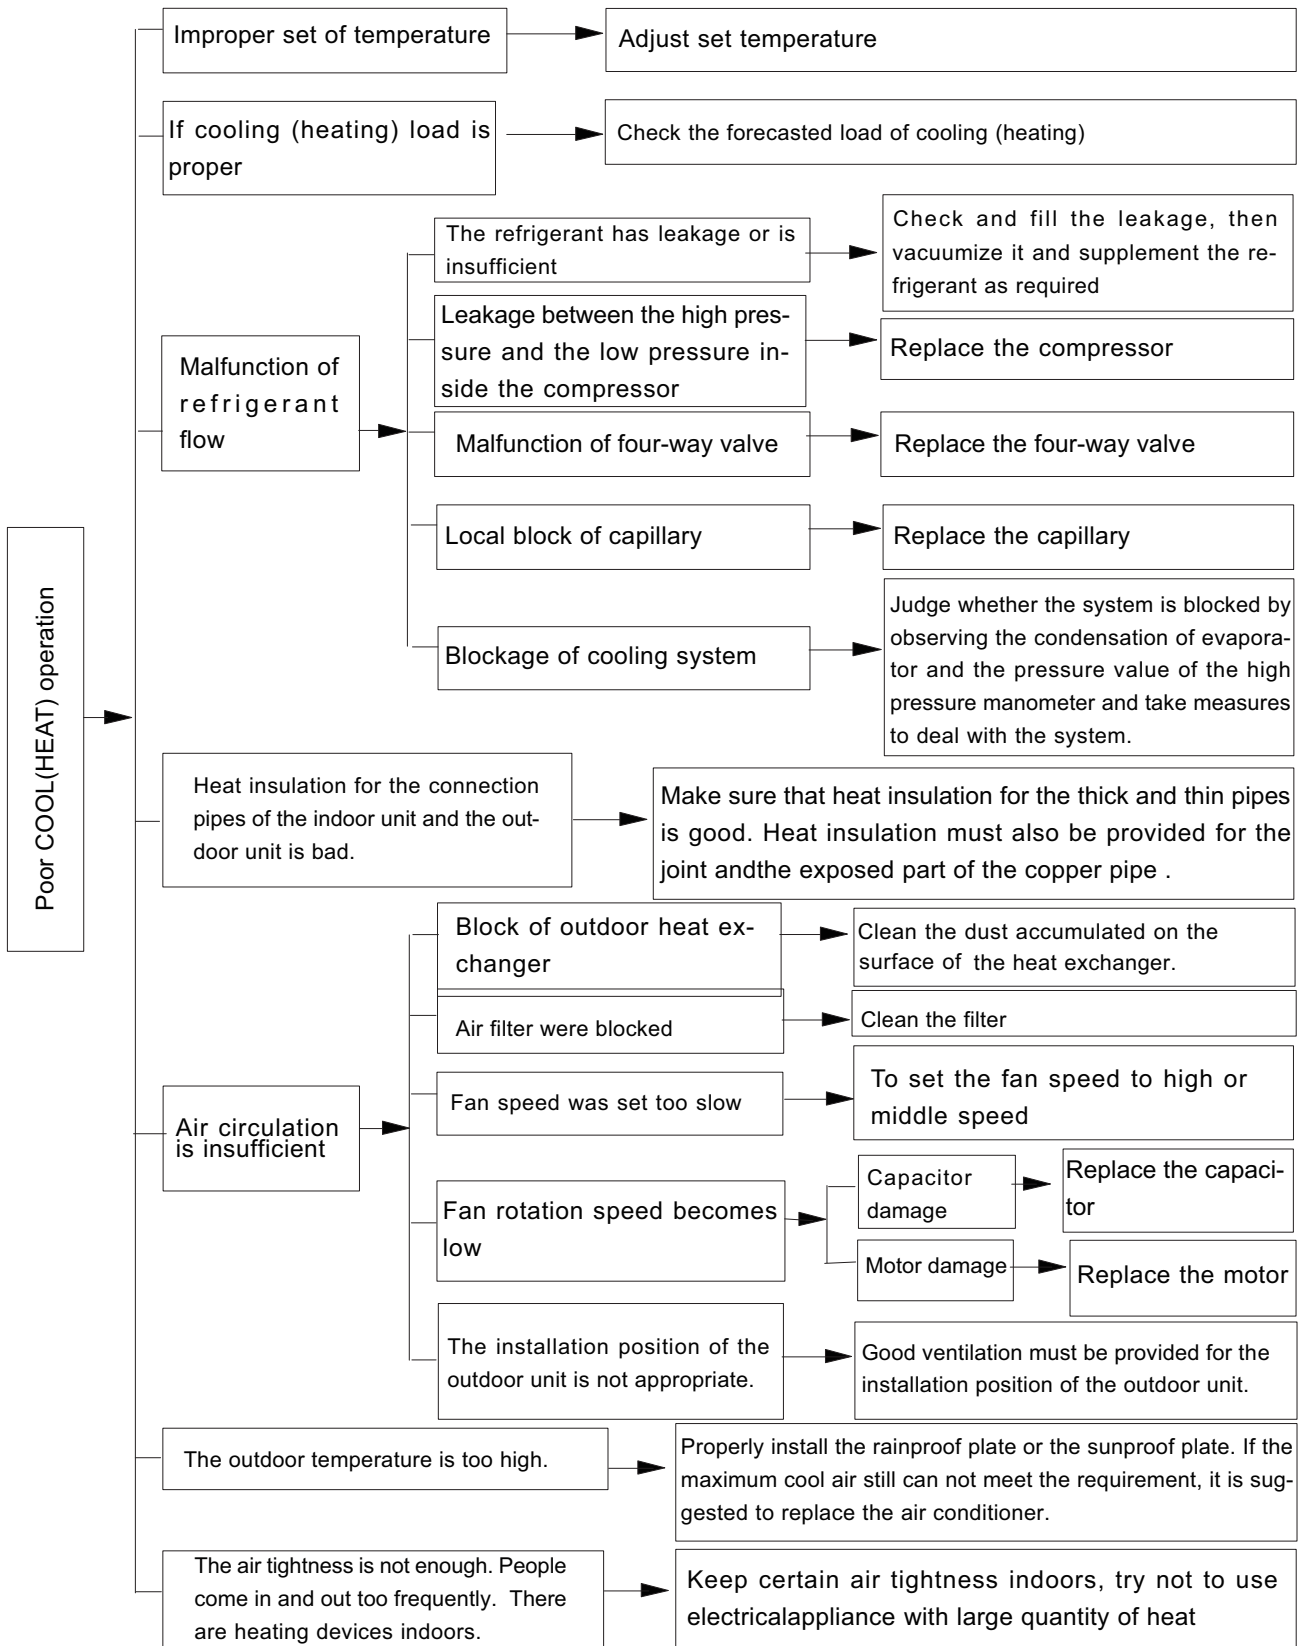 Poor COOL(HEAT) operation
Improper set of temperature
Adjust set temperature
If cooling (heating) load is
proper
Check the forecasted load of cooling (heating)
Malfunction of
refrigerant
flow
The refrigerant has leakage or is
insufficient
Check and fill the leakage, then
vacuumize it and supplement the re-
frigerant as required
Leakage between the high pres-
sure and the low pressure in-
side the compressor
Replace the compressor
Malfunction of four-way valve
Replace the four-way valve
Local block of capillary
Replace the capillary
Blockage of cooling system
Judge whether the system is blocked by
observing the condensation of evapora-
tor and the pressure value of the high
pressure manometer and take measures
to deal with the system.
Heat insulation for the connection
pipes of the indoor unit and the out-
door unit is bad.
Make sure that heat insulation for the thick and thin pipes
is good. Heat insulation must also be provided for the
joint andthe exposed part of the copper pipe .
Air circulation
is insufficient
Block of outdoor heat ex-
changer
Clean the dust accumulated on the
surface of the heat exchanger.
Air filter were blocked
Clean the filter
Fan speed was set too slow
To set the fan speed to high or
middle speed
Fan rotation speed becomes
low
Capacitor
damage
Replace the capaci-
tor
Motor damage
Replace the motor
The installation position of the
outdoor unit is not appropriate.
Good ventilation must be provided for the
installation position of the outdoor unit.
The outdoor temperature is too high.
Properly install the rainproof plate or the sunproof plate. If the
maximum cool air still can not meet the requirement, it is sug-
gested to replace the air conditioner.
The air tightness is not enough. People
come in and out too frequently. There
are heating devices indoors.
Keep certain air tightness indoors, try not to use
electricalappliance with large quantity of heat